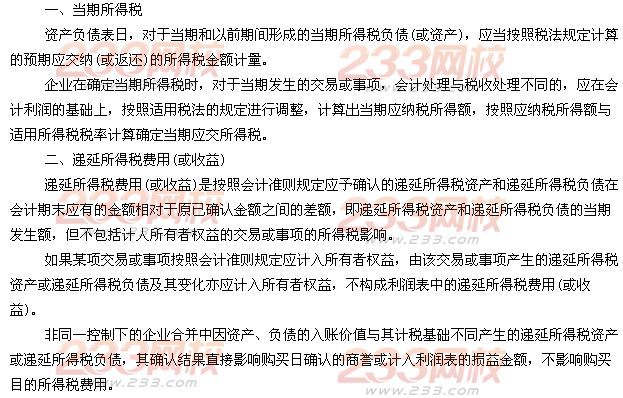 一、当期所得税
资产负债表日，对于当期和以前期间形成的当期所得税负债(或资产)，应当按照税法规定计算
的预期应交纳(或返还)的所得税金额计量。
企业在确定当期所得税时，对于当期发生的交易或事项，会计处理与税收处理不同的，应在会
计利润的基础上，按照适用税法的规定进行调整，计算出当期应纳税所得额，按照应纳税所得额与
适用所得税税率计算确定当期应交所得税。
二、递延所得税费用(或收益)
递延所得税费用(或收益)是按照会计准则规定应予确认的递延所得税资产和递延所得税负债在
会计期末应有的金额相对于原已确认金额之间的差额，即递延所得税资产和递延所得税负债的当期
发生额，但不包括计人所有者权益的交易或事项的所得税影响。
如果某项交易或事项按照会计准则规定应计入所有者权益，由该交易或事项产生的递延所得税
资产或递延所得税负债及其变化亦应计入所有者权益，不构成利润表中的递延所得税费用(或收
益)。
非同一控制下的企业合并中因资产、负债的入账价值与其计税基础不同产生的递延所得税资产
或递延所得税负债，其确认结果直接影响购买日确认的商誉或计入利润表的损益金额，不影响购买
目的所得税费用。
233网校
www.233.com